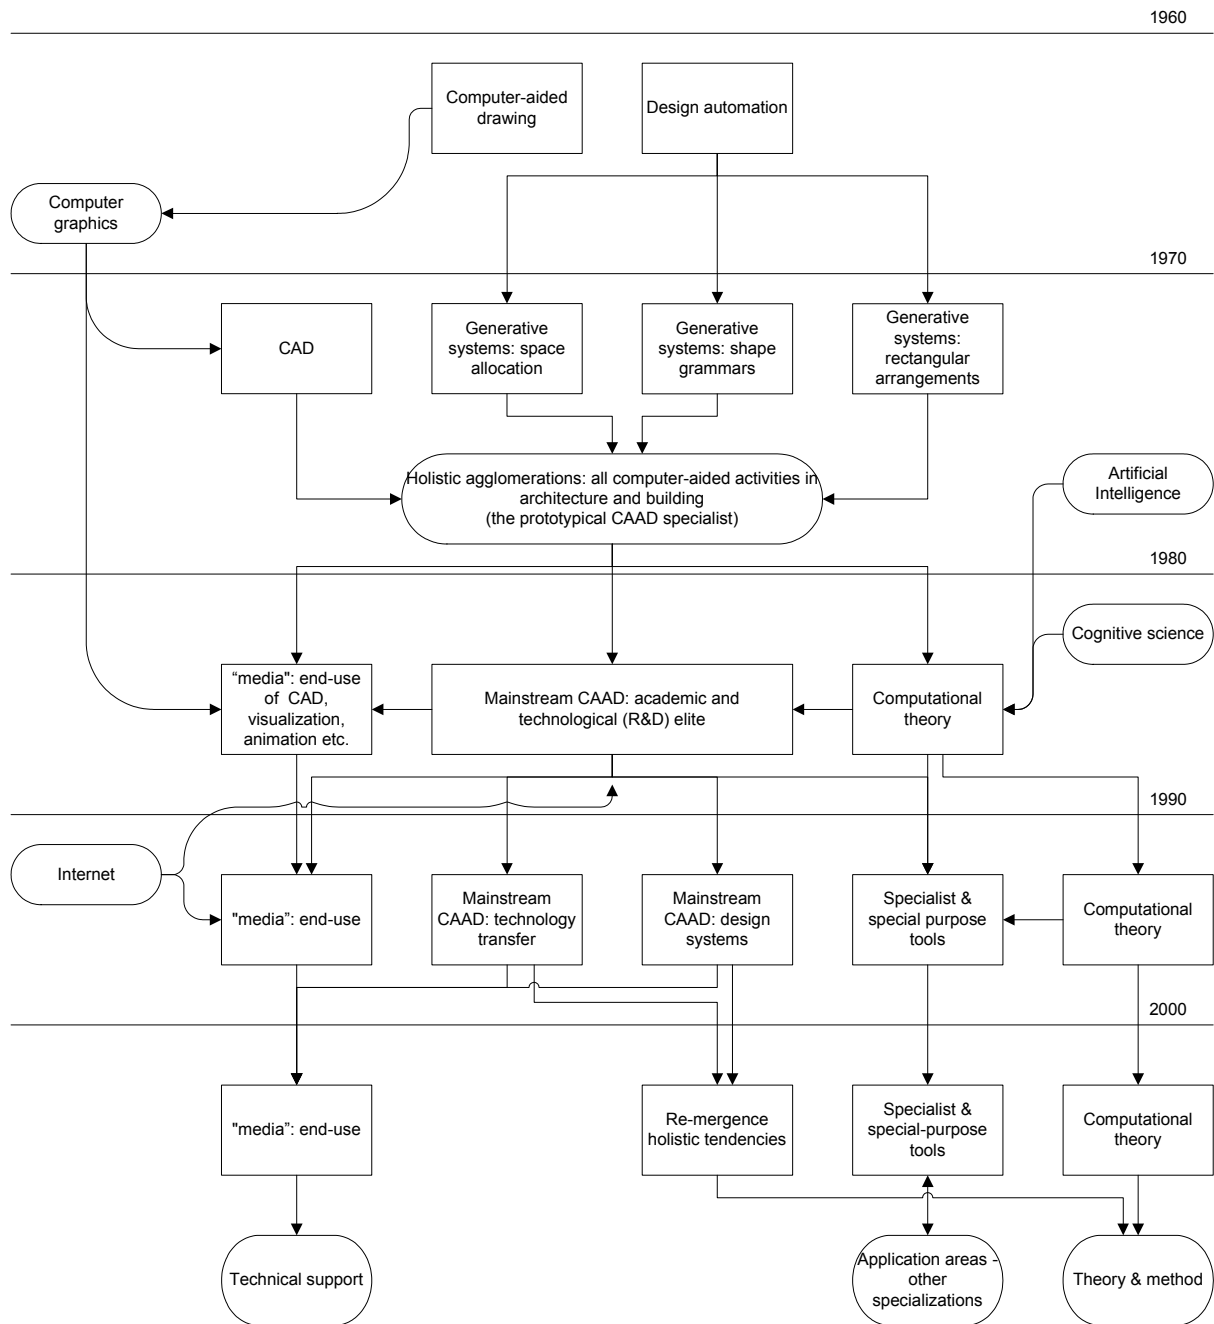 1960
Computer-aided
drawing
Design automation
Computer
graphics
1970
CAD
Generative
systems: space
allocation
Generative
systems: shape
grammars
Generative
systems:
rectangular
arrangements
Holistic agglomerations: all computer-aided activities in
architecture and building
(the prototypical CAAD specialist)
Artificial
Intelligence
1980
Cognitive science
“media": end-use
of CAD,
visualization,
animation etc.
Mainstream CAAD: academic and
technological (R&D) elite
Computational
theory
1990
Internet
"media”: end-use
Mainstream
CAAD: technology
transfer
Mainstream
CAAD: design
systems
Specialist &
special purpose
tools
Computational
theory
2000
"media”: end-use
Re-mergence
holistic tendencies
Specialist &
special-purpose
tools
Computational
theory
Technical support
Application areas -
other
specializations
Theory & method